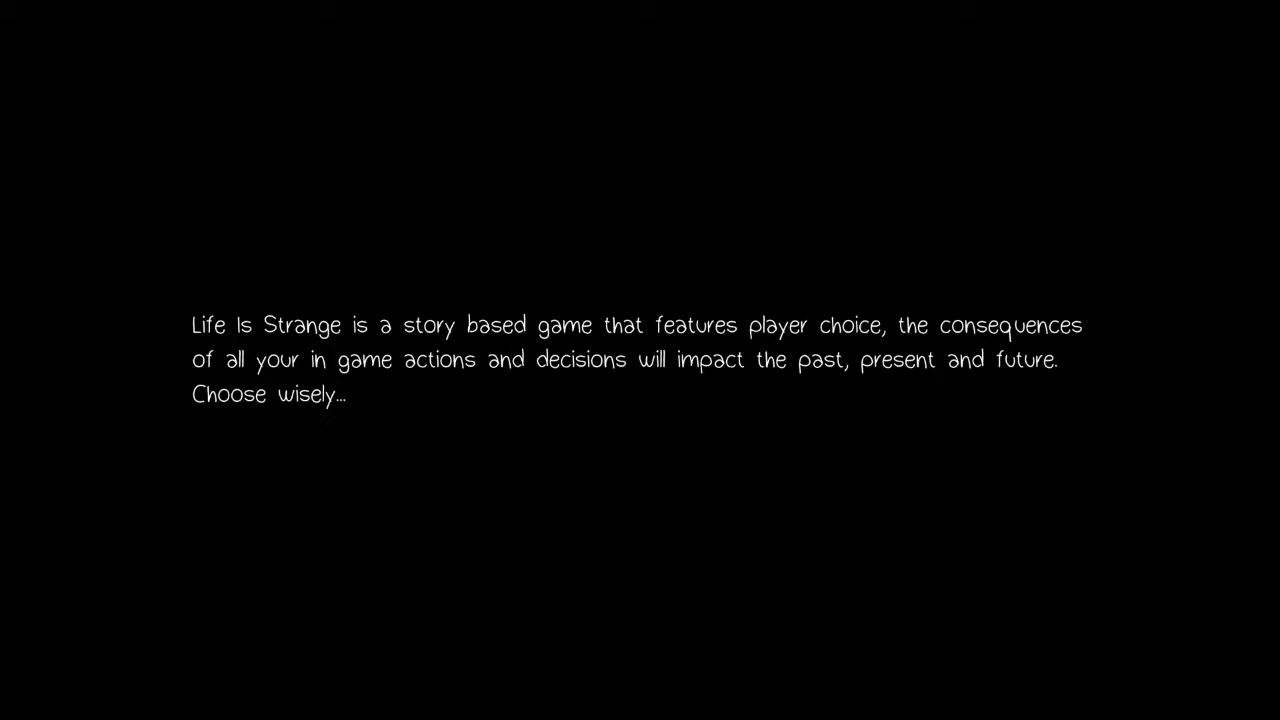 Life Is Strange is a story based game that features player choice, the consequences
of all your in game actions and decisions will impact the past, present and future.
Choose wisely...